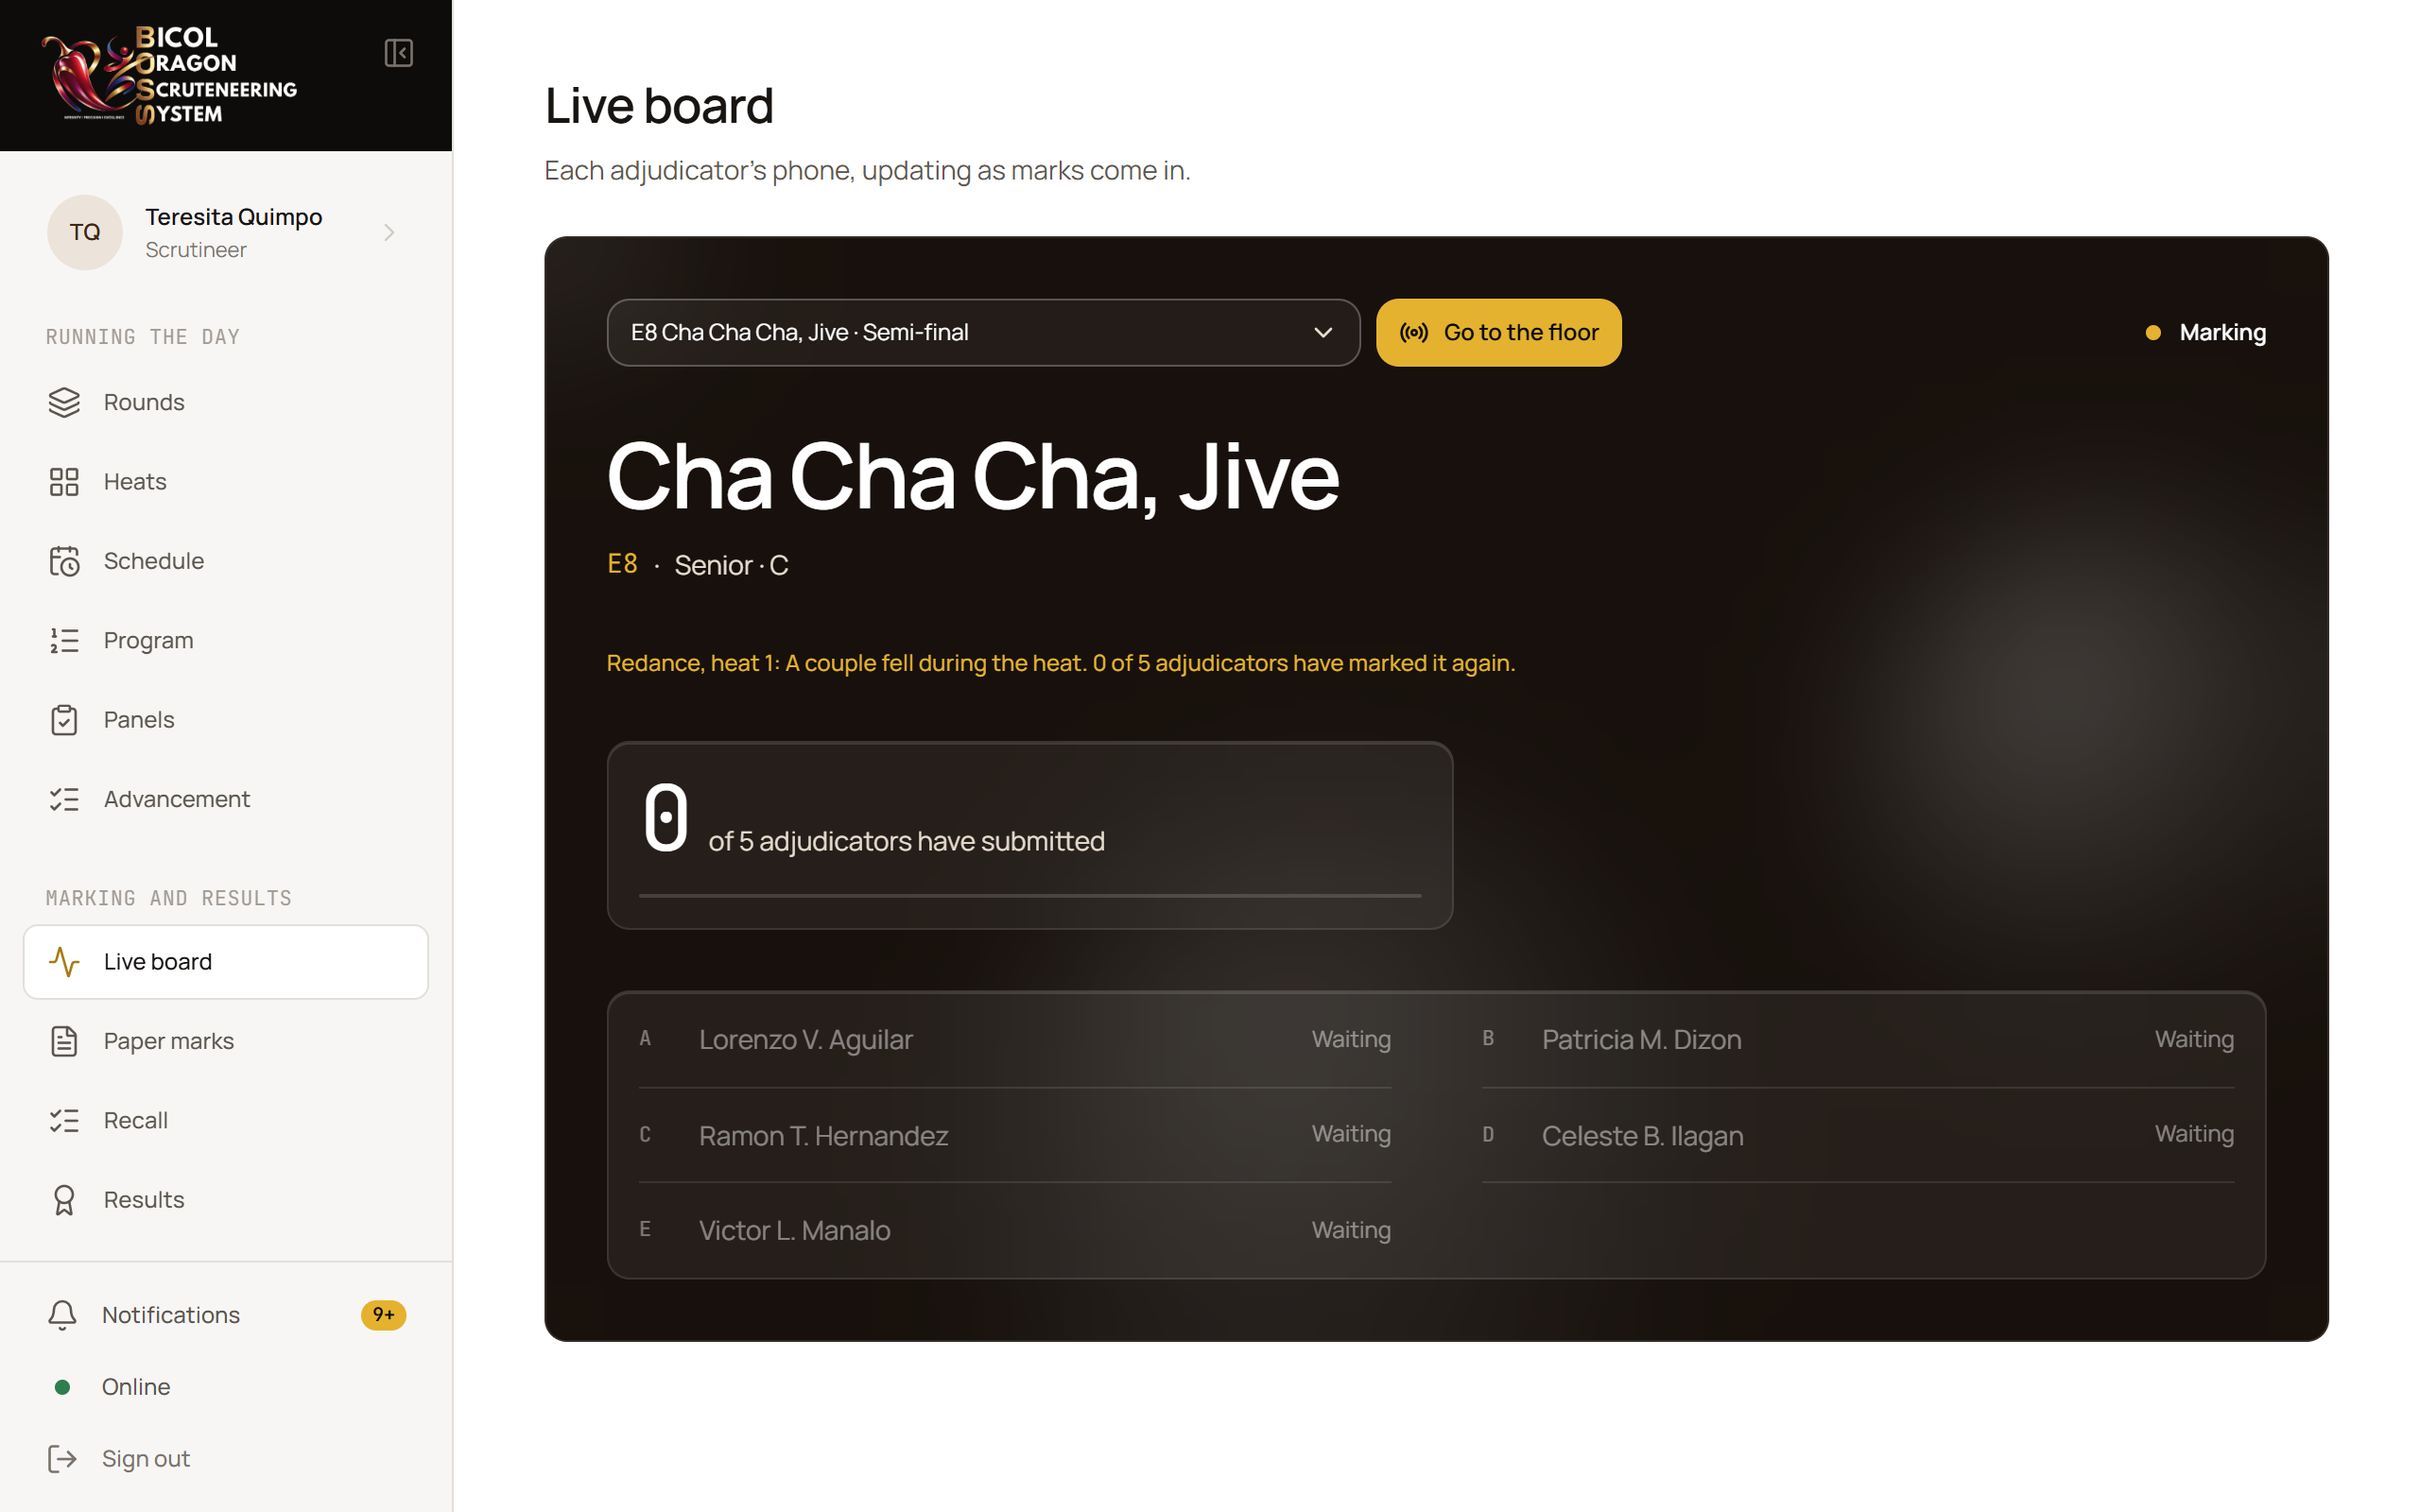 BICOL
DRAGON
SCRUTENEERING
SYSTEM
TQ
Teresita Quimpo
Scrutineer
RUNNING THE DAY
Rounds
Heats
Schedule
Program
Panels
Advancement
MARKING AND RESULTS
Live board
Paper marks
Recall
Results
Notifications
9+
Online
Sign out
Live board
Each adjudicator’s phone, updating as marks come in.
E8 Cha Cha Cha, Jive · Semi-final
Go to the floor
Marking
Cha Cha Cha, Jive
E8 · Senior · C
Redance, heat 1: A couple fell during the heat. 0 of 5 adjudicators have marked it again.
0 of 5 adjudicators have submitted
A Lorenzo V. Aguilar Waiting
B Patricia M. Dizon Waiting
C Ramon T. Hernandez Waiting
D Celeste B. Ilagan Waiting
E Victor L. Manalo Waiting